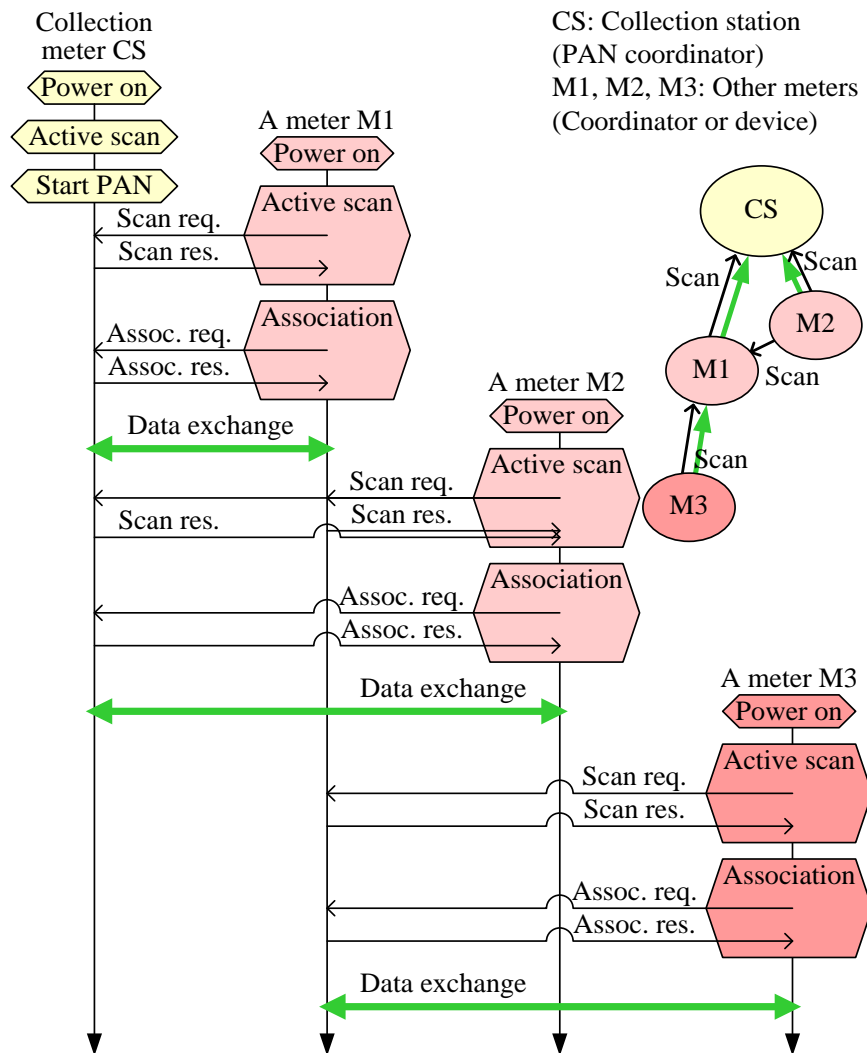 Collection
meter CS
Power on
Active scan
Start PAN
CS: Collection station
(PAN coordinator)
M1, M2, M3: Other meters
(Coordinator or device)
A meter M1
Power on
Active scan
Scan req.
Scan res.
Association
Assoc. req.
Assoc. res.
Data exchange
CS
Scan
Scan
M2
M1
Scan
Scan
M3
A meter M2
Power on
Active scan
Scan req.
Scan res.
Scan res.
Association
Assoc. req.
Assoc. res.
Data exchange
A meter M3
Power on
Active scan
Scan req.
Scan res.
Association
Assoc. req.
Assoc. res.
Data exchange